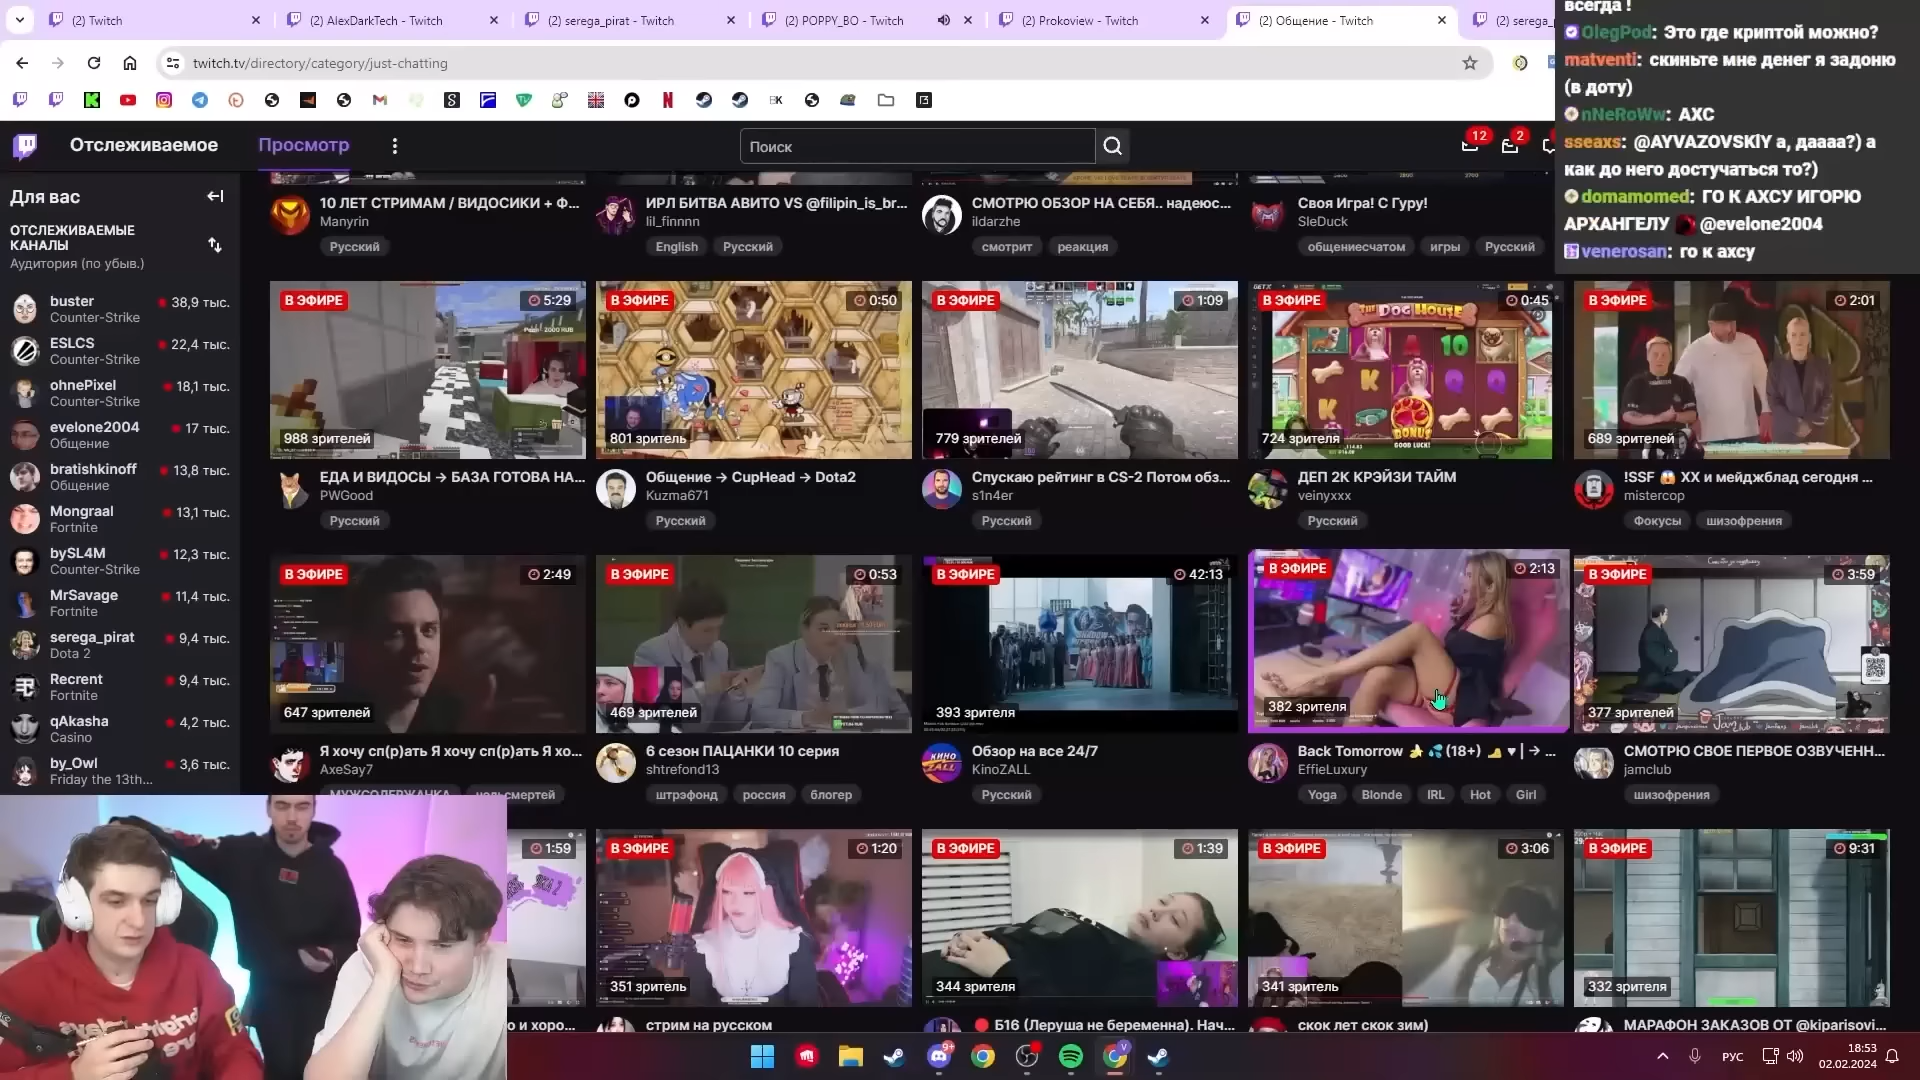 (2) Twitch
(2) AlexDarkTech - Twitch
(2) serega_pirat - Twitch
(2) POPPY_BO - Twitch
(2) Prokoview - Twitch
(2) Общение - Twitch
(2) serega_
twitch.tv/directory/category/just-chatting
всегда !
OlegPod: Это где криптой можно?
matventi: скиньте мне денег я задоню
(в доту)
nNeRoWw: АХС
sseaxs: @AYVAZOVSKIY а, даааа?) а
как до него достучаться то?)
domamomed: ГО К АХСУ ИГОРЮ
АРХАНГЕЛУ @evelone2004
venerosan: го к ахсу
Отслеживаемое
Просмотр
Поиск
12
2
Для вас
ОТСЛЕЖИВАЕМЫЕ
КАНАЛЫ
Аудитория (по убыв.)
buster 38,9 тыс.
Counter-Strike
ESLCS 22,4 тыс.
Counter-Strike
ohnePixel 18,1 тыс.
Counter-Strike
evelone2004 17 тыс.
Общение
bratishkinoff 13,8 тыс.
Общение
Mongraal 13,1 тыс.
Fortnite
bySL4M 12,3 тыс.
Counter-Strike
MrSavage 11,4 тыс.
Fortnite
serega_pirat 9,4 тыс.
Dota 2
Recrent 9,4 тыс.
Fortnite
qAkasha 4,2 тыс.
Casino
by_Owl 3,6 тыс.
Friday the 13th...
10 ЛЕТ СТРИМАМ / ВИДОСИКИ + Ф...
Manyrin
Русский
ИРЛ БИТВА АВИТО VS @filipin_is_br...
lil_finnnn
English Русский
СМОТРЮ ОБЗОР НА СЕБЯ.. надеюс...
ildarzhe
смотрит реакция
Своя Игра! С Гуру!
SleDuck
общениесчатом игры Русский
В ЭФИРЕ 5:29
988 зрителей
ЕДА И ВИДОСЫ → БАЗА ГОТОВА НА...
PWGood
Русский
В ЭФИРЕ 0:50
801 зритель
Общение → CupHead → Dota2
Kuzma671
Русский
В ЭФИРЕ 1:09
779 зрителей
Спускаю рейтинг в CS-2 Потом обз...
s1n4er
Русский
В ЭФИРЕ 0:45
THE DOG HOUSE
10
K
Q Q
K
BONUS
GOOD LUCK!
724 зрителя
ДЕП 2К КРЭЙЗИ ТАЙМ
veinyxxx
Русский
В ЭФИРЕ 2:01
689 зрителей
!SSF 😱 XX и мейджблад сегодня ...
mistercop
Фокусы шизофрения
В ЭФИРЕ 2:49
647 зрителей
Я хочу сп(р)ать Я хочу сп(р)ать Я хо...
AxeSay7
МУЖСОДЕРЖАНКА
В ЭФИРЕ 0:53
469 зрителей
6 сезон ПАЦАНКИ 10 серия
shtrefond13
штрэфонд россия блогер
В ЭФИРЕ 42:13
393 зрителя
КИНО ZALL
Обзор на все 24/7
KinoZALL
Русский
В ЭФИРЕ 2:13
382 зрителя
Back Tomorrow 🍌 💦 (18+) 🦶 ♥ | → ...
EffieLuxury
Yoga Blonde IRL Hot Girl
В ЭФИРЕ 3:59
377 зрителей
СМОТРЮ СВОЕ ПЕРВОЕ ОЗВУЧЕНН...
jamclub
шизофрения
1:59
о и хоро...
В ЭФИРЕ 1:20
351 зритель
стрим на русском
В ЭФИРЕ 1:39
344 зрителя
Б16 (Леруша не беременна). Нач...
В ЭФИРЕ 3:06
341 зритель
скок лет скок зим)
В ЭФИРЕ 9:31
332 зрителя
МАРАФОН ЗАКАЗОВ ОТ @kiparisovi...
9+
РУС
18:53
02.02.2024